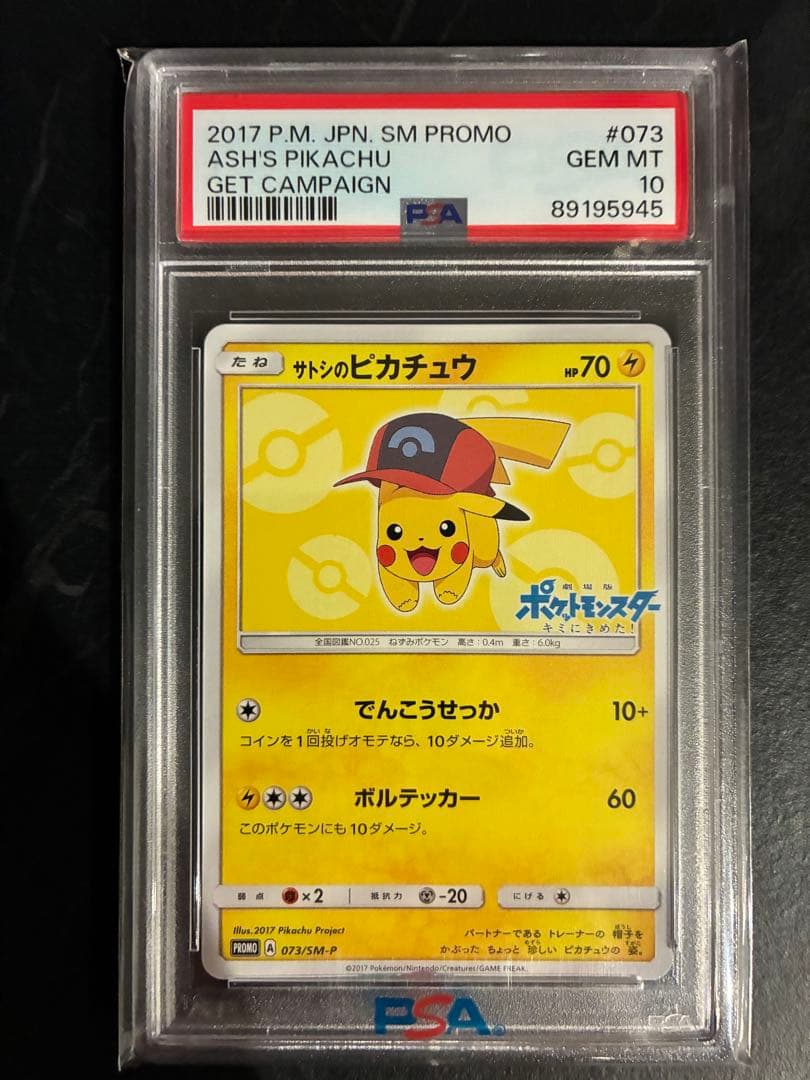 2017 P.M. JPN. SM PROMO #073
ASH'S PIKACHU GEM MT
GET CAMPAIGN 10
PSA 89195945
たね サトシのピカチュウ HP70
劇場版
ポケットモンスター
キミにきめた!
全国図鑑NO.025 ねずみポケモン 高さ:0.4m 重さ:6.0kg
でんこうせっか 10+
コインを1回投げオモテなら、10ダメージ追加。
ボルテッカー 60
このポケモンにも10ダメージ。
弱点 ×2 抵抗力 -20 にげる
Illus.2017 Pikachu Project
パートナーである トレーナーの 帽子を
かぶった ちょっと 珍しい ピカチュウの 姿。
PROMO A 073/SM-P
©2017 Pokémon/Nintendo/Creatures/GAME FREAK.
PSA